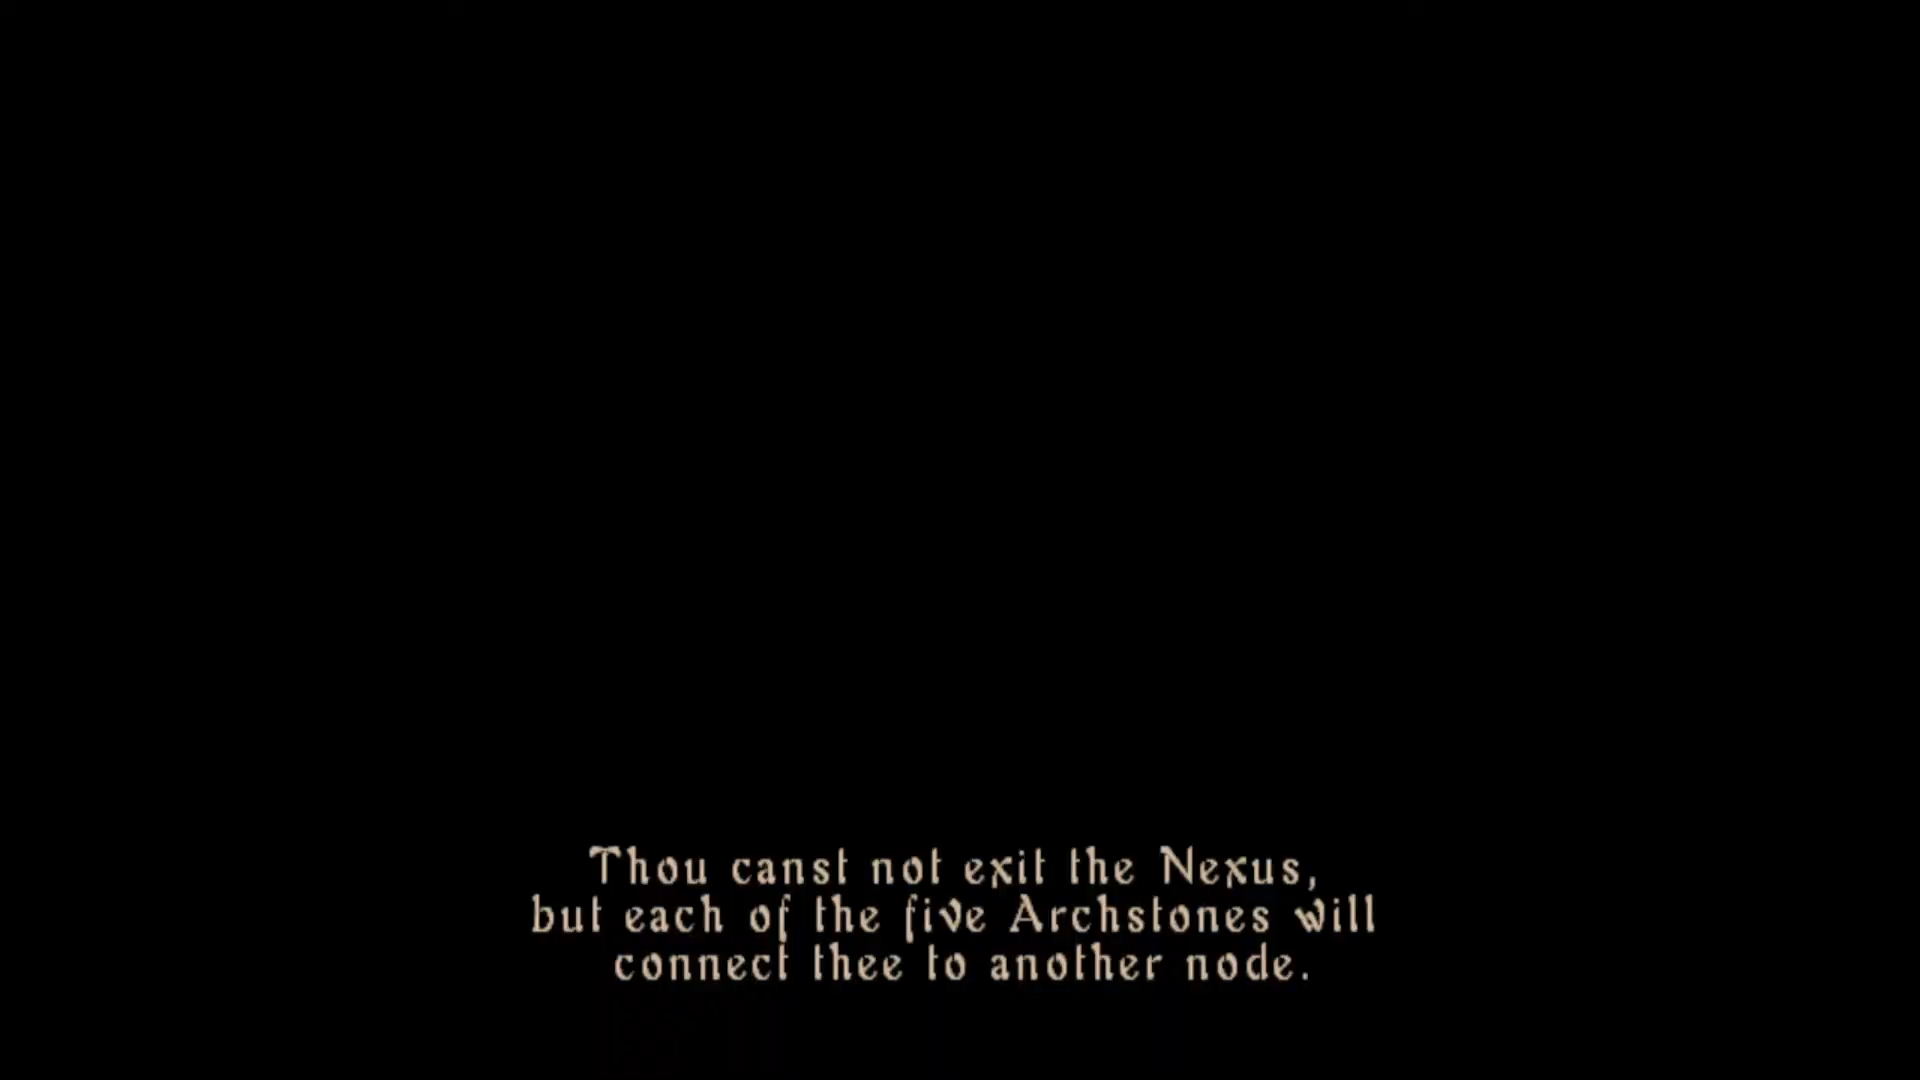 Thou canst not exit the Nexus,
but each of the five Archstones will
connect thee to another node.